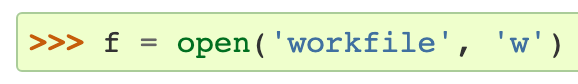 >>> f = open('workfile', 'w')